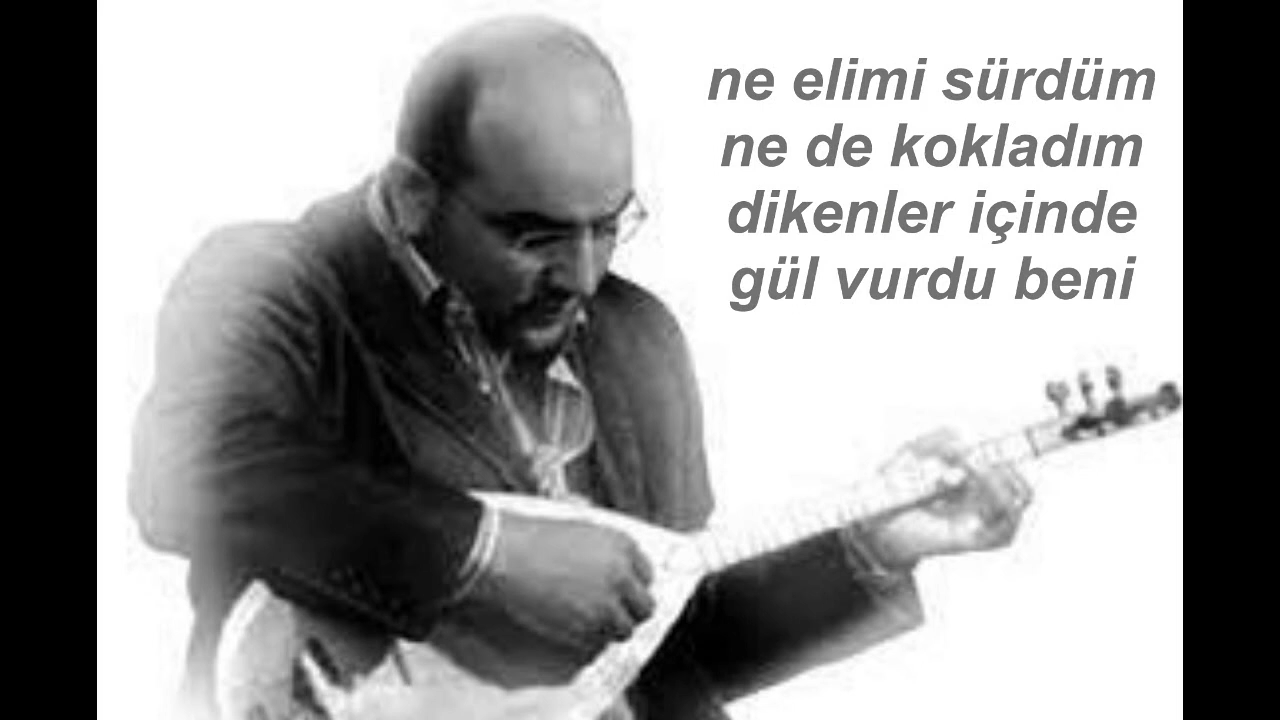 ne elimi sürdüm
ne de kokladım
dikenler içinde
gül vurdu beni